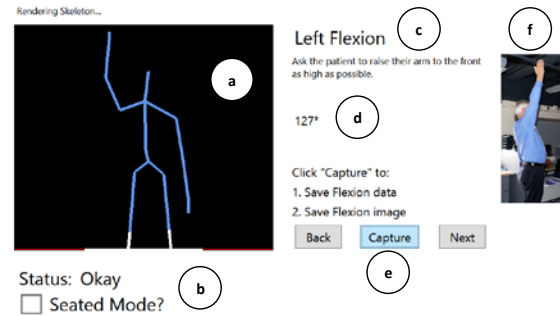 Rendering Skeleton...
a
Status: Okay
Seated Mode?
b
Left Flexion
c
Ask the patient to raise their arm to the front
as high as possible.
127°
d
Click "Capture" to:
1. Save Flexion data
2. Save Flexion image
Back Capture Next
e
f